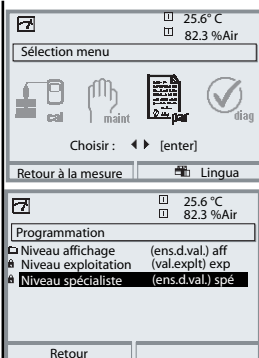 25.6° C
82.3 %Air
Sélection menu
cal
maint
par
diag
Choisir : [enter]
Retour à la mesure
Lingua
25.6 °C
82.3 %Air
Programmation
Niveau affichage (ens.d.val.) aff
Niveau exploitation (val.explt) exp
Niveau spécialiste (ens.d.val.) spé
Retour